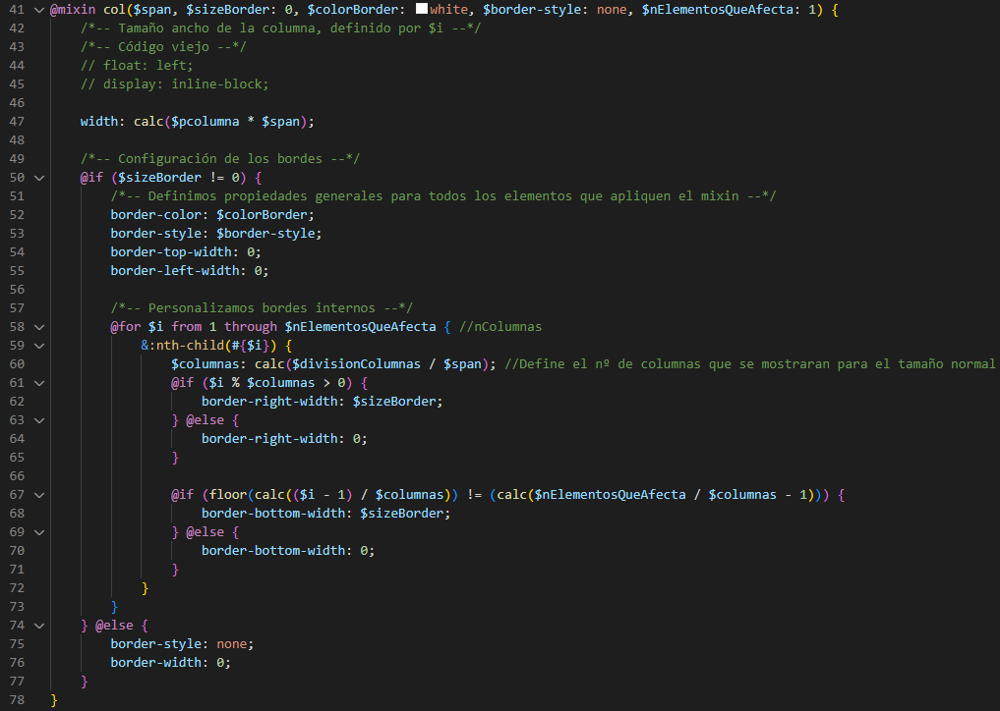 41 @mixin col($span, $sizeBorder: 0, $colorBorder: white, $border-style: none, $nElementosQueAfecta: 1) {
42 /*-- Tamaño ancho de la columna, definido por $i --*/
43 /*-- Código viejo --*/
44 // float: left;
45 // display: inline-block;
46
47 width: calc($pcolumna * $span);
48
49 /*-- Configuración de los bordes --*/
50 @if ($sizeBorder != 0) {
51 /*-- Definimos propiedades generales para todos los elementos que apliquen el mixin --*/
52 border-color: $colorBorder;
53 border-style: $border-style;
54 border-top-width: 0;
55 border-left-width: 0;
56
57 /*-- Personalizamos bordes internos --*/
58 @for $i from 1 through $nElementosQueAfecta { //nColumnas
59 &:nth-child(#{$i}) {
60 $columnas: calc($divisionColumnas / $span); //Define el nº de columnas que se mostraran para el tamaño normal
61 @if ($i % $columnas > 0) {
62 border-right-width: $sizeBorder;
63 } @else {
64 border-right-width: 0;
65 }
66
67 @if (floor(calc(($i - 1) / $columnas)) != (calc($nElementosQueAfecta / $columnas - 1))) {
68 border-bottom-width: $sizeBorder;
69 } @else {
70 border-bottom-width: 0;
71 }
72 }
73 }
74 } @else {
75 border-style: none;
76 border-width: 0;
77 }
78 }